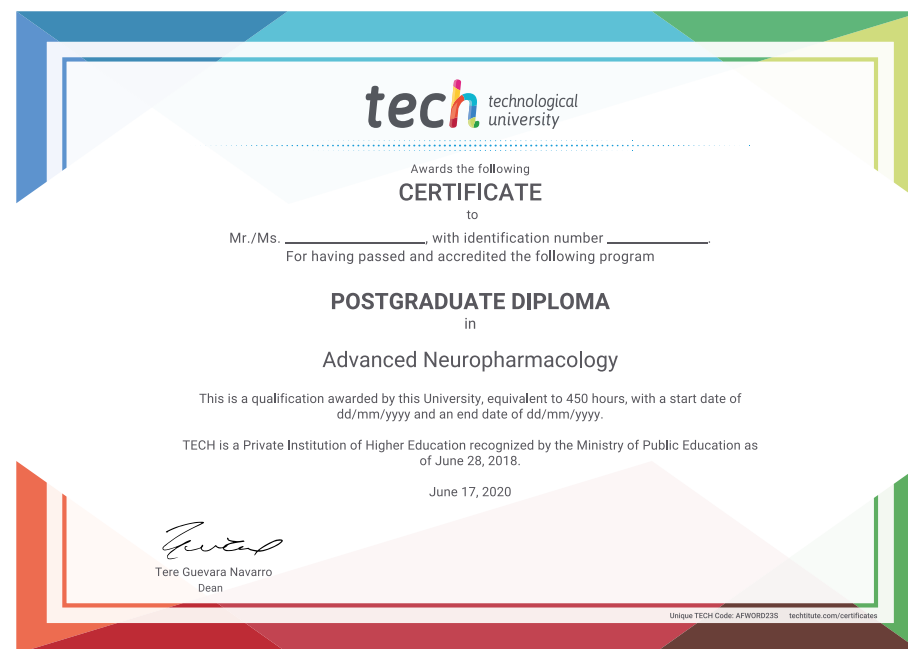 tech technological
university
Awards the following
CERTIFICATE
to
Mr./Ms. ____________________, with identification number ______________.
For having passed and accredited the following program
POSTGRADUATE DIPLOMA
in
Advanced Neuropharmacology
This is a qualification awarded by this University, equivalent to 450 hours, with a start date of
dd/mm/yyyy and an end date of dd/mm/yyyy.
TECH is a Private Institution of Higher Education recognized by the Ministry of Public Education as
of June 28, 2018.
June 17, 2020
Tere Guevara Navarro
Dean
Unique TECH Code: AFWORD23S techtitute.com/certificates